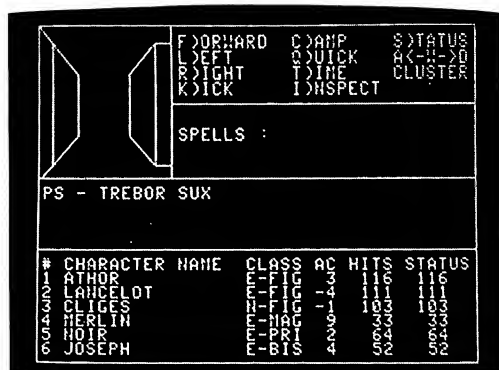 F)ORWARD C)AMP S)TATUS
L)EFT Q)UICK A<-W->D
R)IGHT T)IME CLUSTER
K)ICK I)NSPECT
SPELLS :
PS - TREBOR SUX
# CHARACTER NAME CLASS AC HITS STATUS
1 ATHOR E-FIG 3 116 116
2 LANCELOT E-FIG -4 111 111
3 CLIGES N-FIG -1 103 103
4 MERLIN E-MAG 9 33 33
5 NOIR E-PRI 2 64 64
6 JOSEPH E-BIS 4 52 52